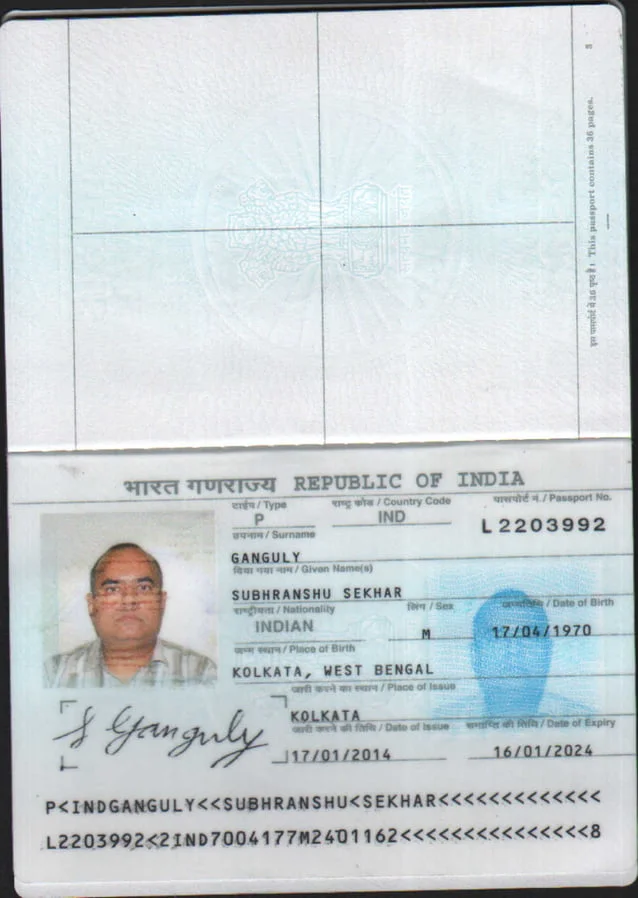 3
इस पासपोर्ट में 36 पृष्ठ हैं। This passport contains 36 pages.
भारत गणराज्य REPUBLIC OF INDIA
टाईप / Type राष्ट्र कोड / Country Code पासपोर्ट नं. / Passport No.
P IND L2203992
उपनाम / Surname
GANGULY
दिया गया नाम / Given Name(s)
SUBHRANSHU SEKHAR
राष्ट्रीयता / Nationality लिंग / Sex जन्मतिथि / Date of Birth
INDIAN M 17/04/1970
जन्म स्थान / Place of Birth
KOLKATA, WEST BENGAL
जारी करने का स्थान / Place of Issue
KOLKATA
जारी करने की तिथि / Date of Issue समाप्ति की तिथि / Date of Expiry
17/01/2014 16/01/2024
S Ganguly
P<INDGANGULY<<SUBHRANSHU<SEKHAR<<<<<<<<<<<<<
L2203992<2IND7004177M2401162<<<<<<<<<<<<<<<8